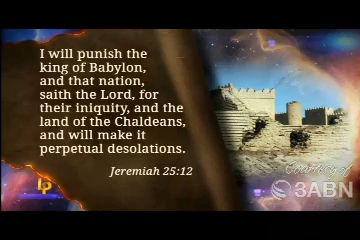 I will punish the
king of Babylon,
and that nation,
saith the Lord, for
their iniquity, and the
land of the Chaldeans,
and will make it
perpetual desolations.
Jeremiah 25:12
Courtesy of
3ABN
LP